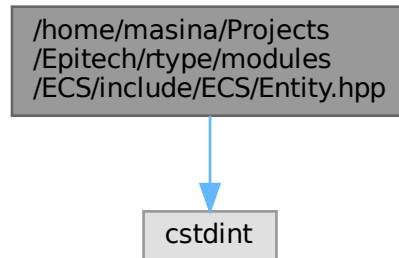 /home/masina/Projects
/Epitech/rtype/modules
/ECS/include/ECS/Entity.hpp
cstdint